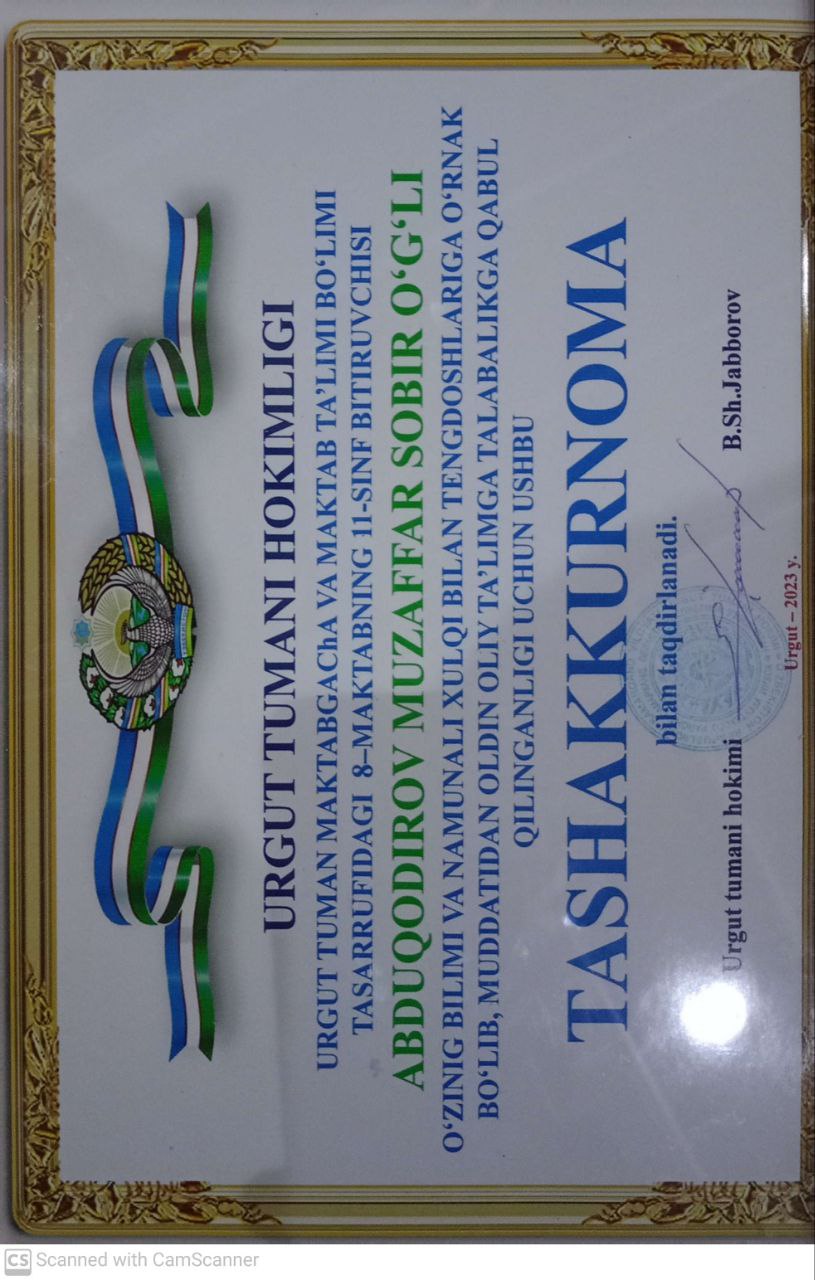 URGUT TUMANI HOKIMLIGI
URGUT TUMAN MAKTABGAChA VA MAKTAB TA’LIMI BO‘LIMI
TASARRUFIDAGI 8–MAKTABNING 11-SINF BITIRUVCHISI
ABDUQODIROV MUZAFFAR SOBIR O‘G‘LI
O‘ZINIG BILIMI VA NAMUNALI XULQI BILAN TENGDOSHLARIGA O‘RNAK
BO‘LIB, MUDDATIDAN OLDIN OLIY TA’LIMGA TALABALIKGA QABUL
QILINGANLIGI UCHUN USHBU
TASHAKKURNOMA
bilan taqdirlanadi.
Urgut tumani hokimi B.Sh.Jabborov
Urgut – 2023 y.
CS Scanned with CamScanner